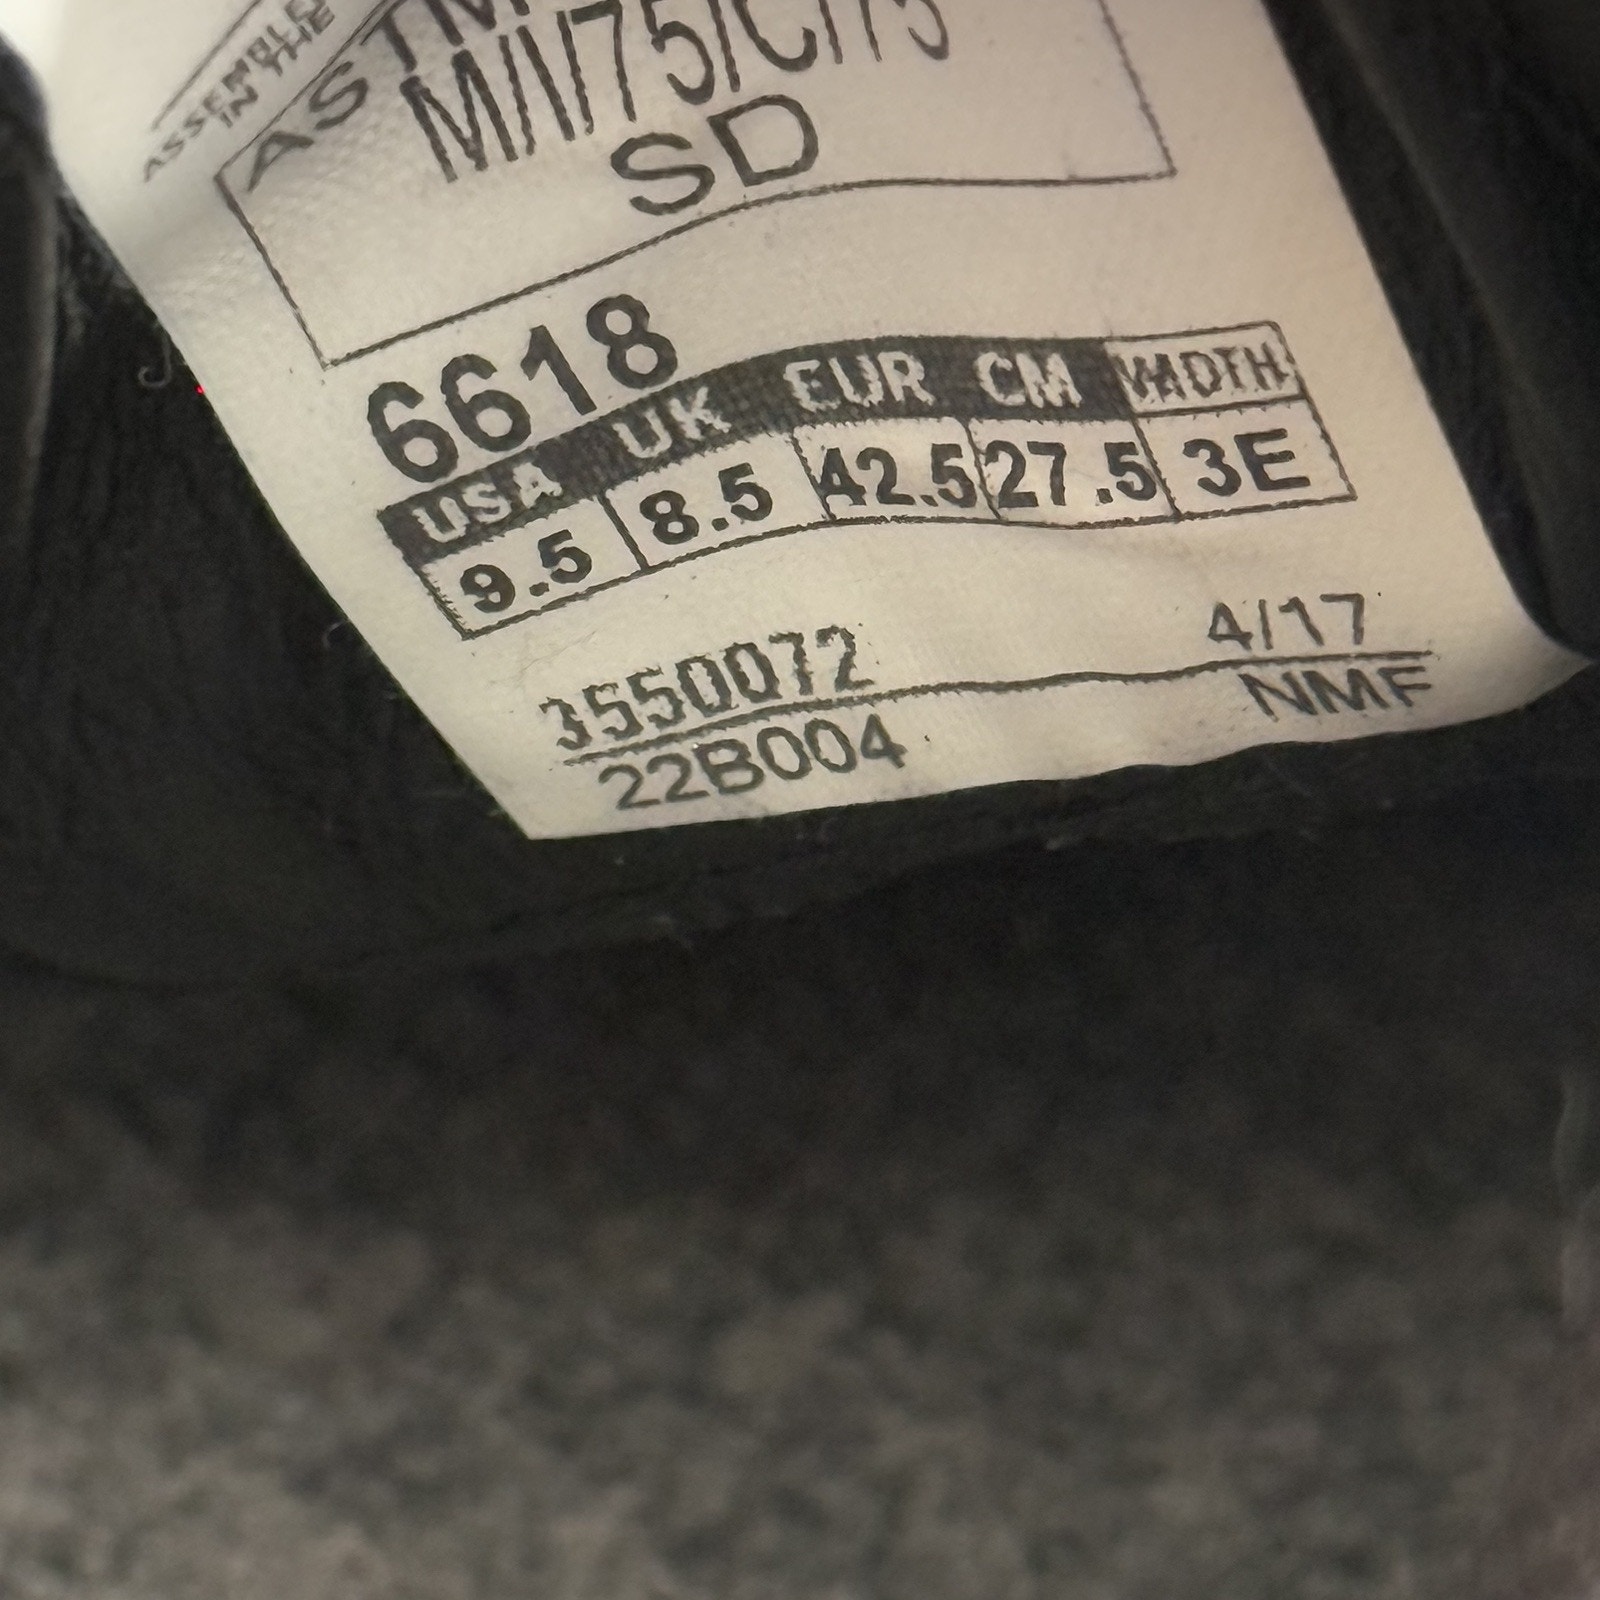 ASSEMBLED
IN THE
ASTM
M/I/75/C/75
SD
6618
USA UK EUR CM WIDTH
9.5 8.5 42.5 27.5 3E
3550072 4/17
22B004 NMF